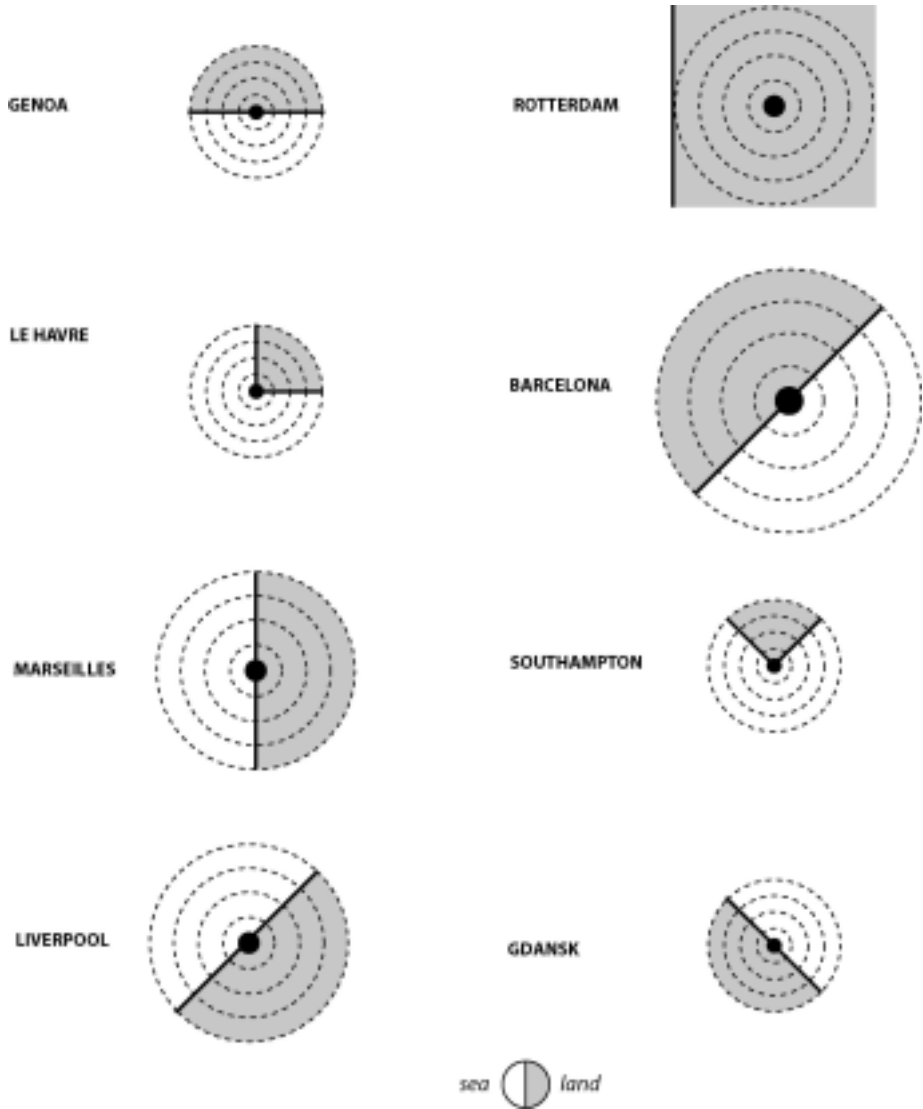 GENOA
ROTTERDAM
LE HAVRE
BARCELONA
MARSEILLES
SOUTHAMPTON
LIVERPOOL
GDANSK
sea land